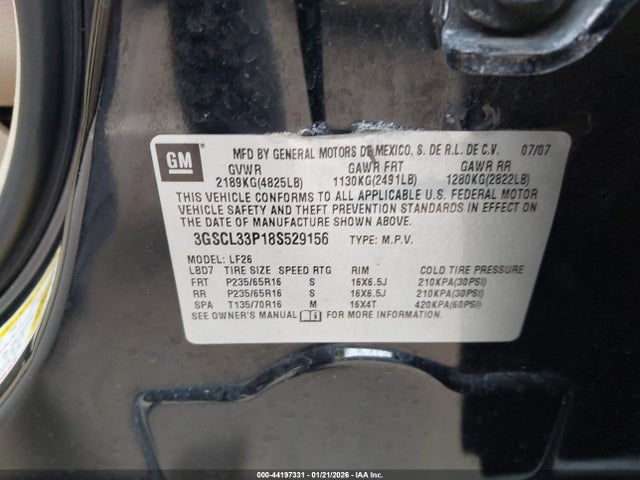 GM
MFD BY GENERAL MOTORS DE MEXICO, S. DE R.L. DE C.V. 07/07
GVWR GAWR FRT GAWR RR
2189KG(4825LB) 1130KG(2491LB) 1280KG(2822LB)
THIS VEHICLE CONFORMS TO ALL APPLICABLE U.S. FEDERAL MOTOR
VEHICLE SAFETY AND THEFT PREVENTION STANDARDS IN EFFECT ON
THE DATE OF MANUFACTURE SHOWN ABOVE.
3GSCL33P18S529156 TYPE: M.P.V.
MODEL: LF26
LBD7 TIRE SIZE SPEED RTG RIM COLD TIRE PRESSURE
FRT P235/65R16 S 16X6.5J 210KPA(30PSI)
RR P235/65R16 S 16X6.5J 210KPA(30PSI)
SPA T135/70R16 M 16X4T 420KPA(60PSI)
SEE OWNER'S MANUAL FOR MORE INFORMATION.
000-44197331 - 01/21/2026 - IAAI.CA